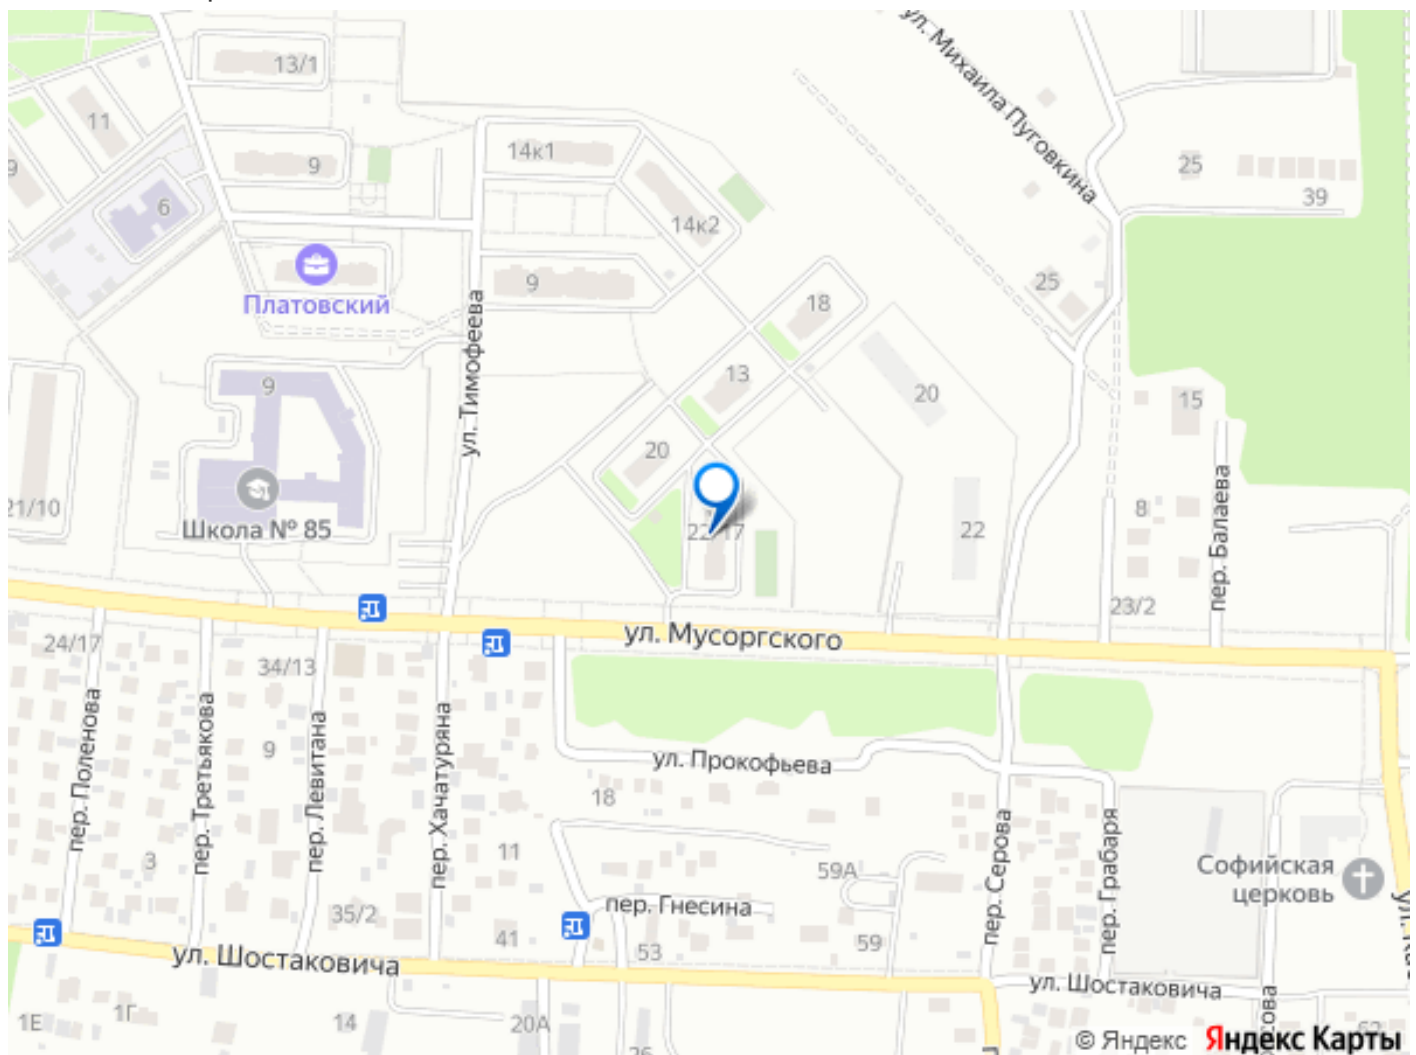 ул. Михаила Пуговкина
13/1
11
9
14к1
25
39
6
14к2
9
25
Платовский
18
ул. Тимофеева
9
13
20
15
20
21/10
Школа № 85
22/17
22
8
пер. Балаева
23/2
ул. Мусоргского
24/17
34/13
пер. Поленова
пер. Третьякова
9
пер. Левитана
пер. Хачатуряна
ул. Прокофьева
18
3
11
59А
пер. Серова
пер. Грабаря
Софийская
церковь
35/2
пер. Гнесина
41
53
59
ул. Шостаковича
ул. Шостаковича
1Е
1Г
14
20А
© Яндекс
Яндекс Карты